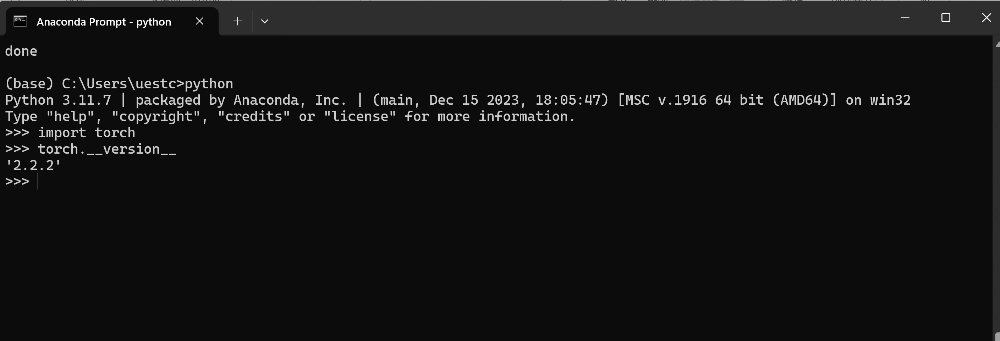 Anaconda Prompt - python
done
(base) C:\Users\uestc>python
Python 3.11.7 | packaged by Anaconda, Inc. | (main, Dec 15 2023, 18:05:47) [MSC v.1916 64 bit (AMD64)] on win32
Type "help", "copyright", "credits" or "license" for more information.
>>> import torch
>>> torch.__version__
'2.2.2'
>>>